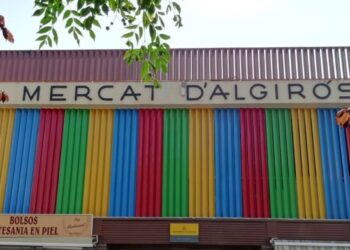 MERCAT D'ALGIRÓS
BOLSOS
ARTESANIA EN PIEL